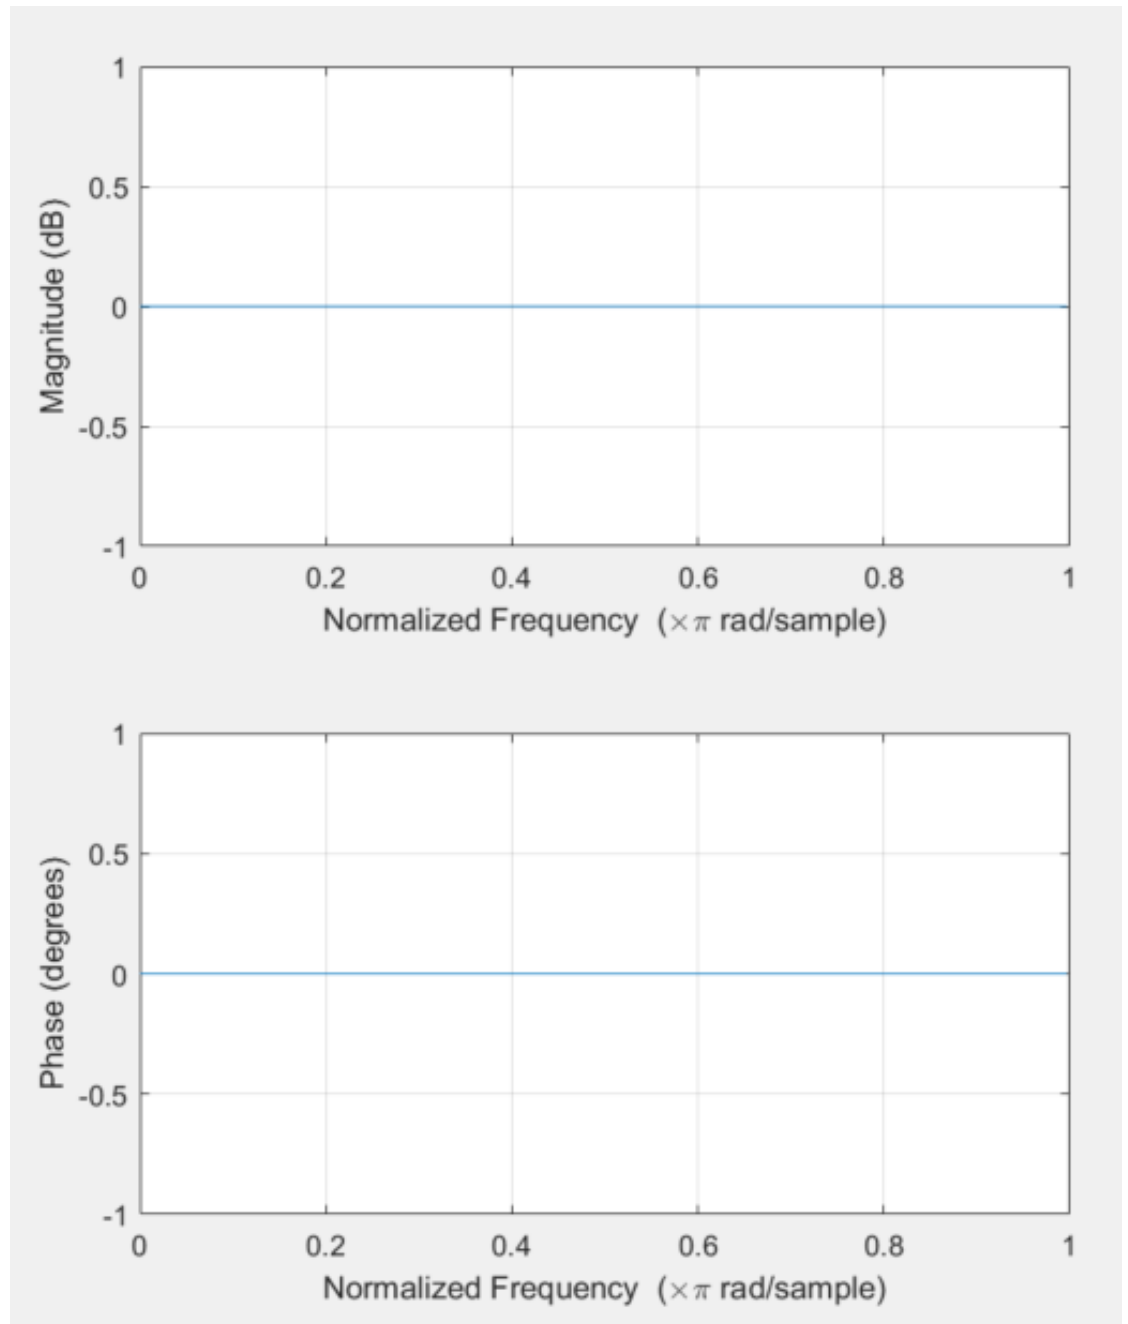 1
0.5
Magnitude (dB)
0
-0.5
-1
0 0.2 0.4 0.6 0.8 1
Normalized Frequency (×π rad/sample)
1
0.5
Phase (degrees)
0
-0.5
-1
0 0.2 0.4 0.6 0.8 1
Normalized Frequency (×π rad/sample)